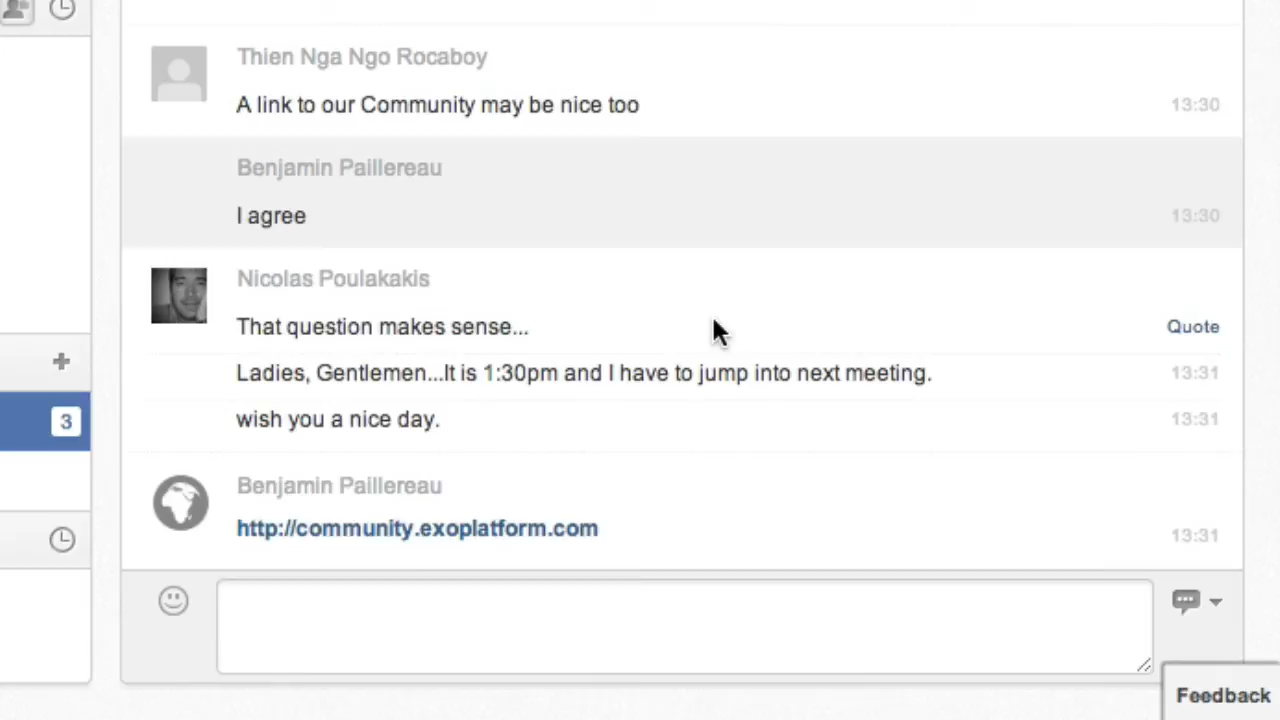 Thien Nga Ngo Rocaboy
A link to our Community may be nice too
13:30
Benjamin Paillereau
I agree
13:30
Nicolas Poulakakis
That question makes sense...
Quote
Ladies, Gentlemen...It is 1:30pm and I have to jump into next meeting.
13:31
wish you a nice day.
13:31
3
Benjamin Paillereau
http://community.exoplatform.com
13:31
Feedback